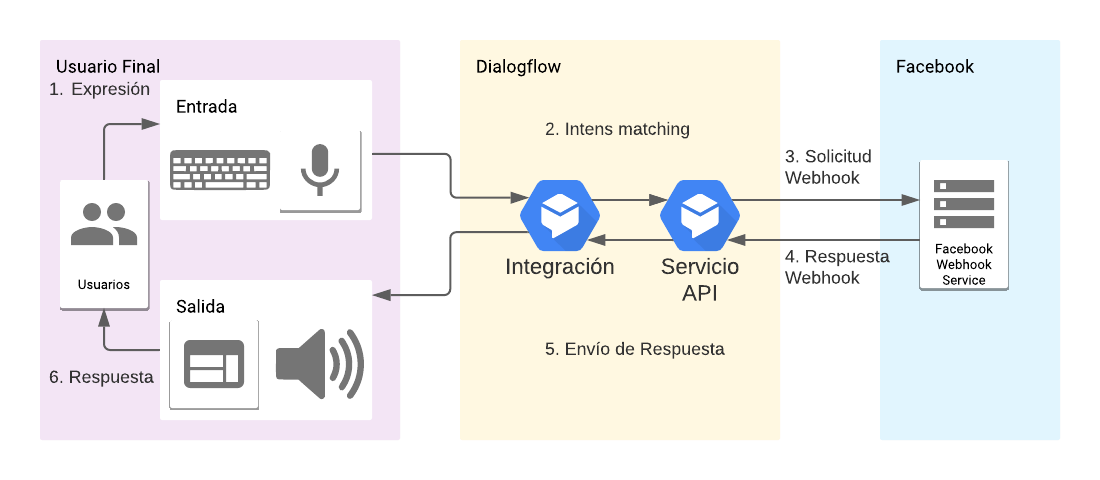 Usuario Final
1. Expresión
Entrada
Usuarios
Salida
6. Respuesta
Dialogflow
2. Intens matching
Integración
Servicio
API
5. Envío de Respuesta
3. Solicitud
Webhook
4. Respuesta
Webhook
Facebook
Facebook
Webhook
Service